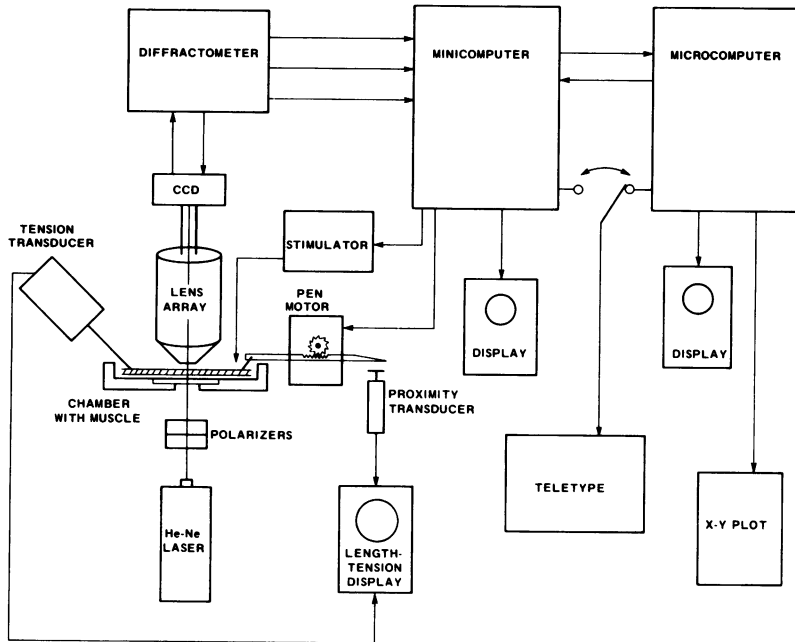 DIFFRACTOMETER
MINICOMPUTER
MICROCOMPUTER
CCD
TENSION
TRANSDUCER
STIMULATOR
LENS
ARRAY
PEN
MOTOR
DISPLAY
DISPLAY
CHAMBER
WITH MUSCLE
PROXIMITY
TRANSDUCER
POLARIZERS
TELETYPE
X-Y PLOT
He-Ne
LASER
LENGTH-
TENSION
DISPLAY